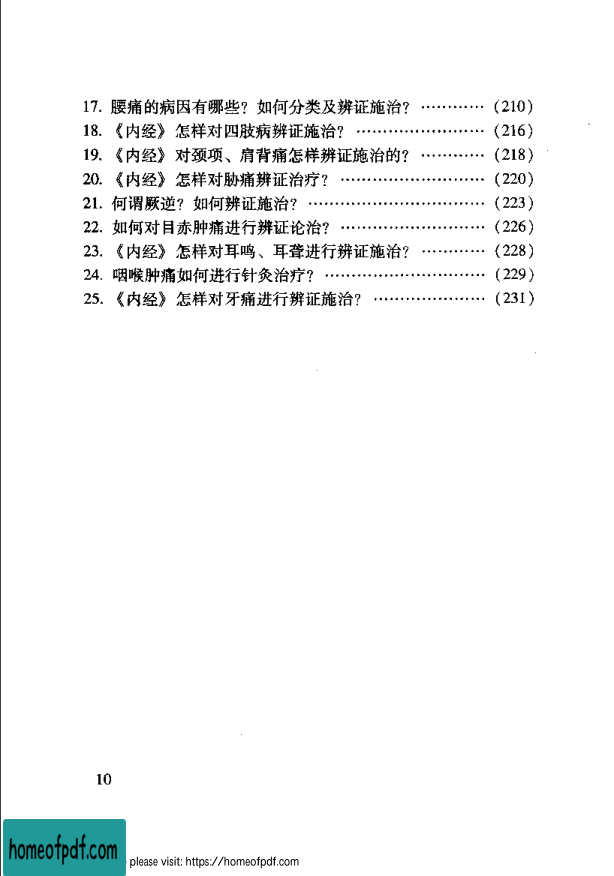 17. 腰痛的病因有哪些？如何分类及辨证施治？ ………… (210)
18. 《内经》怎样对四肢病辨证施治？ …………………… (216)
19. 《内经》对颈项、肩背痛怎样辨证施治的？ ………… (218)
20. 《内经》怎样对胁痛辨证治疗？ ……………………… (220)
21. 何谓厥逆？如何辨证施治？ …………………………… (223)
22. 如何对目赤肿痛进行辨证论治？ ……………………… (226)
23. 《内经》怎样对耳鸣、耳聋进行辨证施治？ ………… (228)
24. 咽喉肿痛如何进行针灸治疗？ ………………………… (229)
25. 《内经》怎样对牙痛进行辨证施治？ ………………… (231)
10
homeofpdf.com
please visit: https://homeofpdf.com